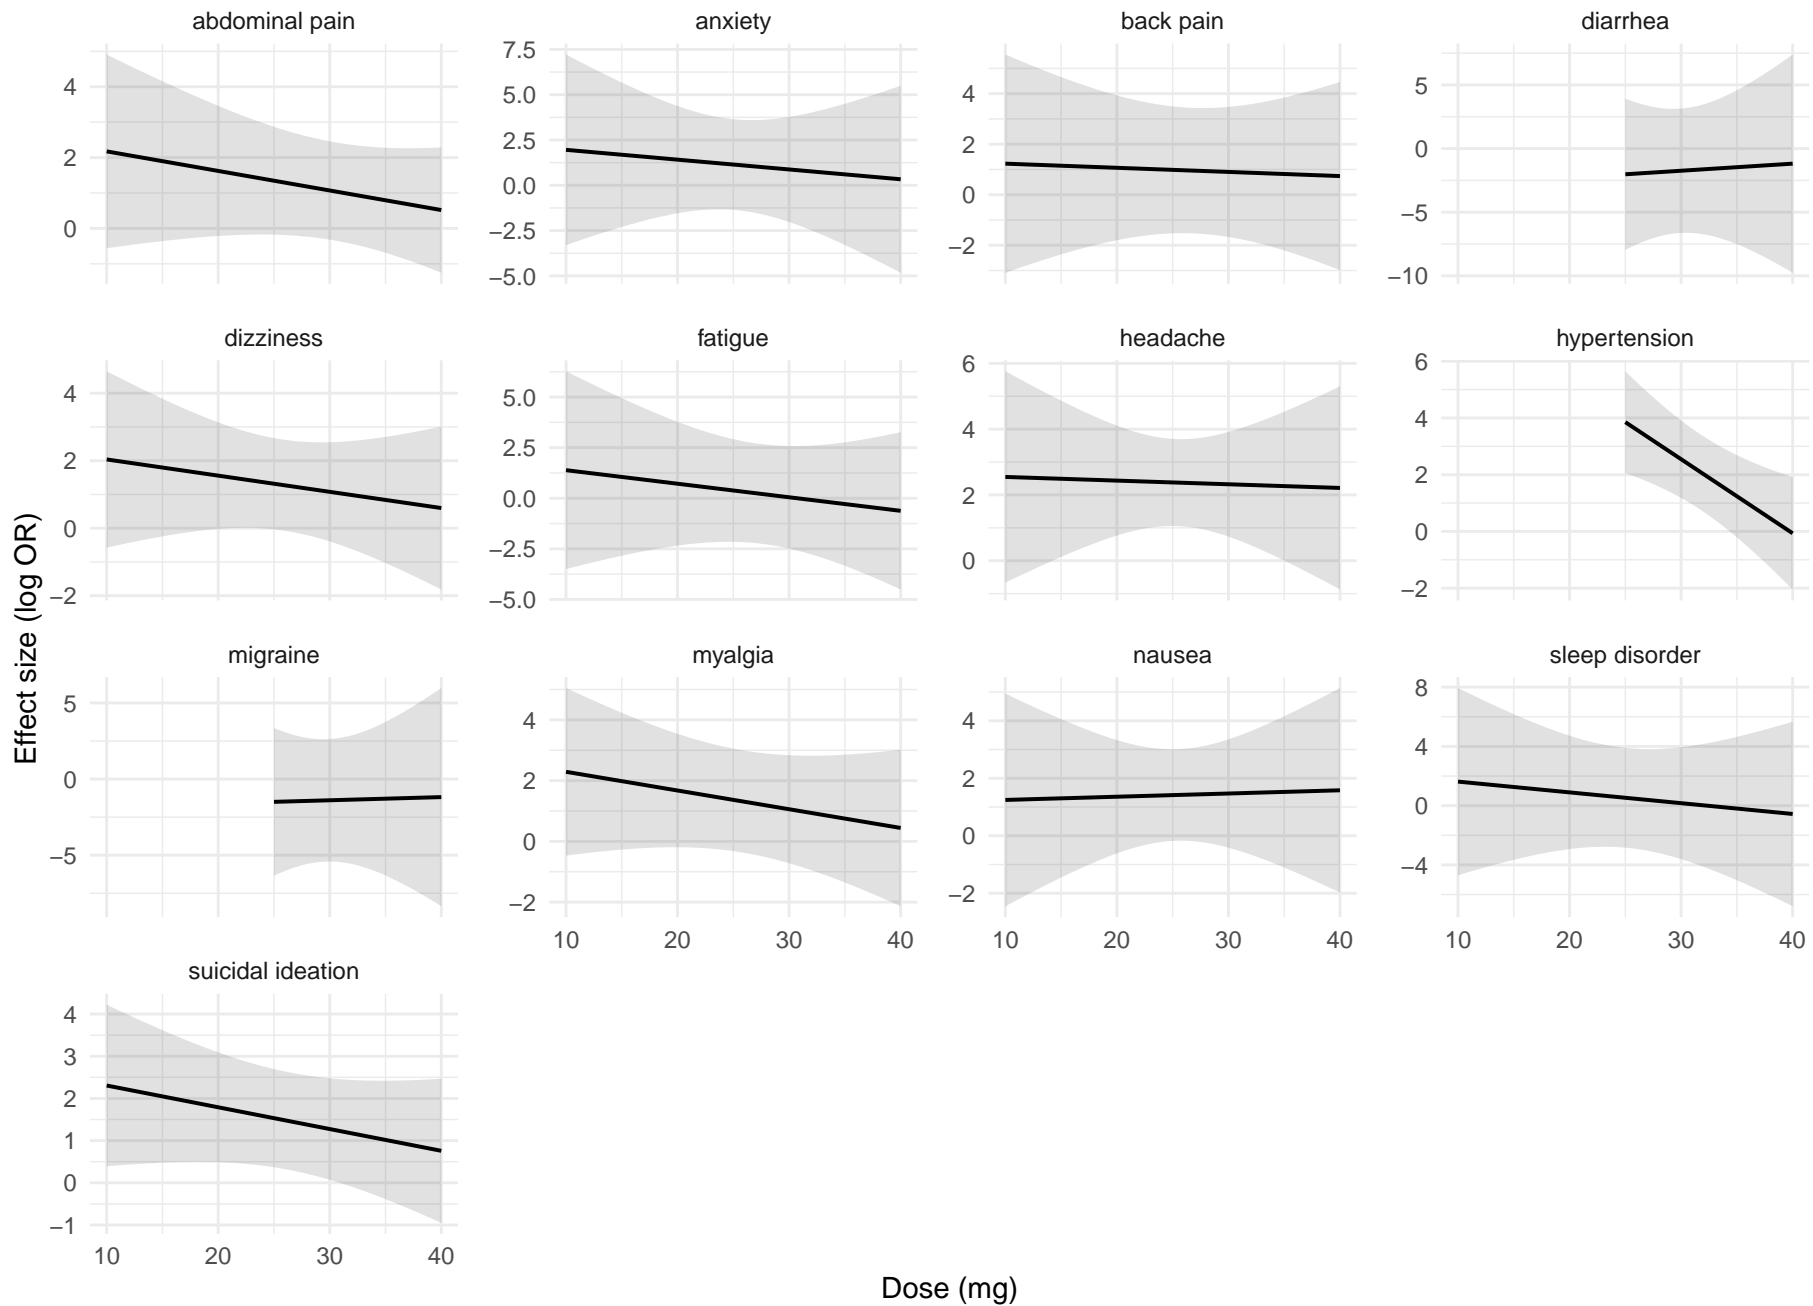 abdominal pain
anxiety
back pain
diarrhea
4
2
0
7.5
5.0
2.5
0.0
−2.5
−5.0
4
2
0
−2
5
0
−5
−10
dizziness
fatigue
headache
hypertension
4
2
0
−2
5.0
2.5
0.0
−2.5
−5.0
6
4
2
0
6
4
2
0
−2
Effect size (log OR)
migraine
myalgia
nausea
sleep disorder
5
0
−5
4
2
0
−2
4
2
0
−2
8
4
0
−4
10 20 30 40
10 20 30 40
10 20 30 40
suicidal ideation
4
3
2
1
0
−1
10 20 30 40
Dose (mg)